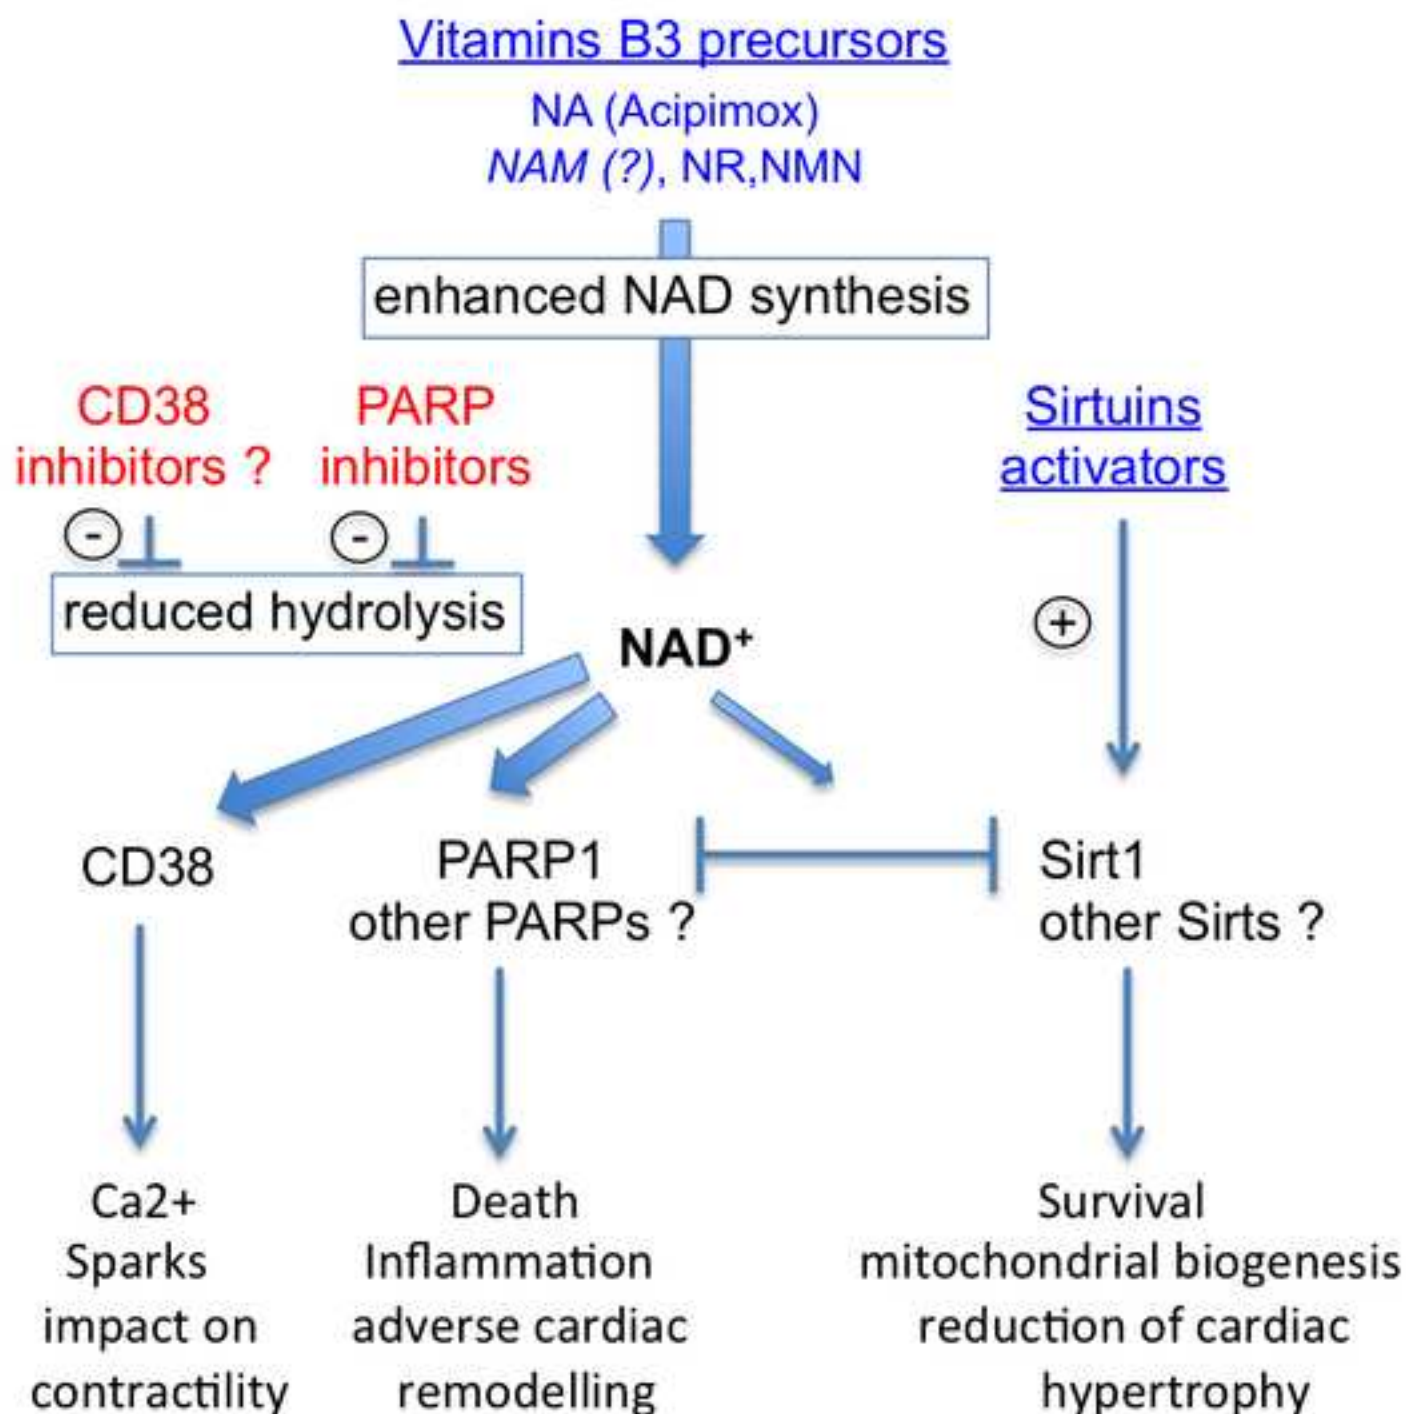 Vitamins B3 precursors
NA (Acipimox)
NAM (?), NR,NMN
enhanced NAD synthesis
CD38
inhibitors ?
PARP
inhibitors
Sirtuins
activators
-
-
reduced hydrolysis
+
NAD⁺
CD38
PARP1
other PARPs ?
Sirt1
other Sirts ?
Ca2+
Sparks
impact on
contractility
Death
Inflammation
adverse cardiac
remodelling
Survival
mitochondrial biogenesis
reduction of cardiac
hypertrophy